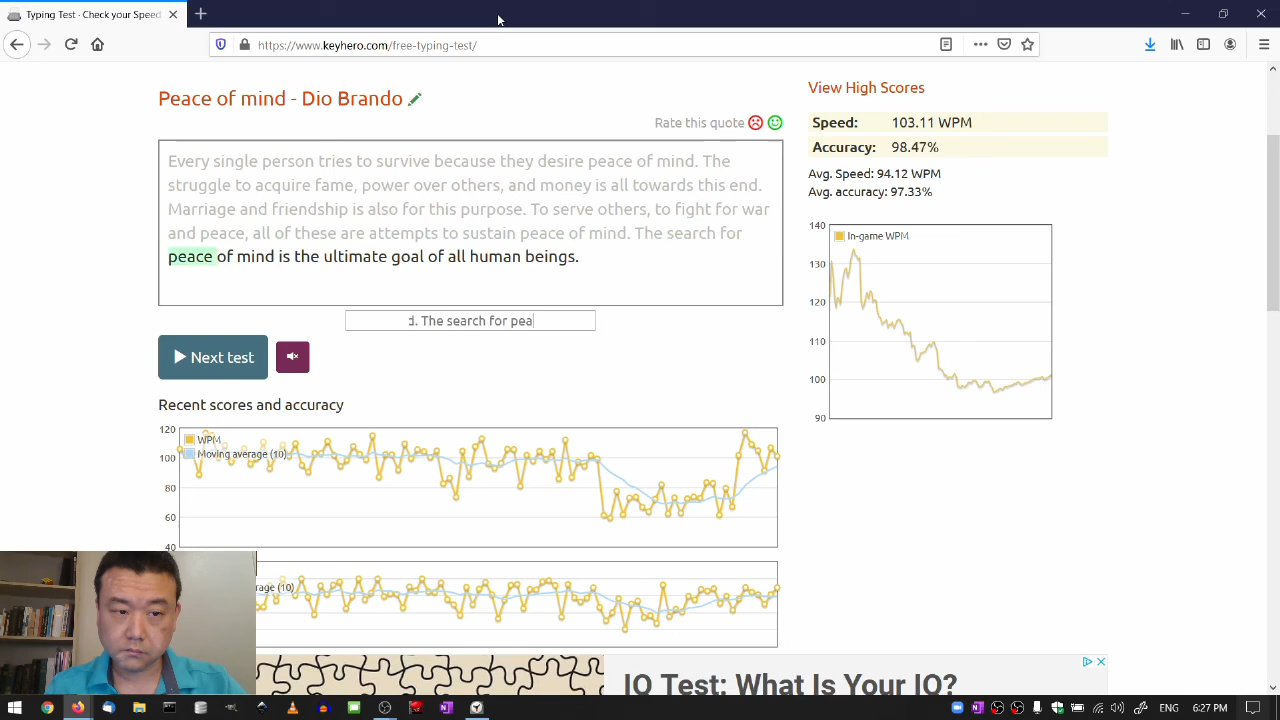 Typing Test - Check your Speed
https://www.keyhero.com/free-typing-test/
Peace of mind - Dio Brando
Rate this quote
Every single person tries to survive because they desire peace of mind. The
struggle to acquire fame, power over others, and money is all towards this end.
Marriage and friendship is also for this purpose. To serve others, to fight for war
and peace, all of these are attempts to sustain peace of mind. The search for
peace of mind is the ultimate goal of all human beings.
d. The search for pea
Next test
View High Scores
Speed: 103.11 WPM
Accuracy: 98.47%
Avg. Speed: 94.12 WPM
Avg. accuracy: 97.33%
140
In-game WPM
130
120
110
100
90
Recent scores and accuracy
120
WPM
Moving average (10)
100
80
60
40
rage (10)
IQ Test: What Is Your IQ?
6:27 PM